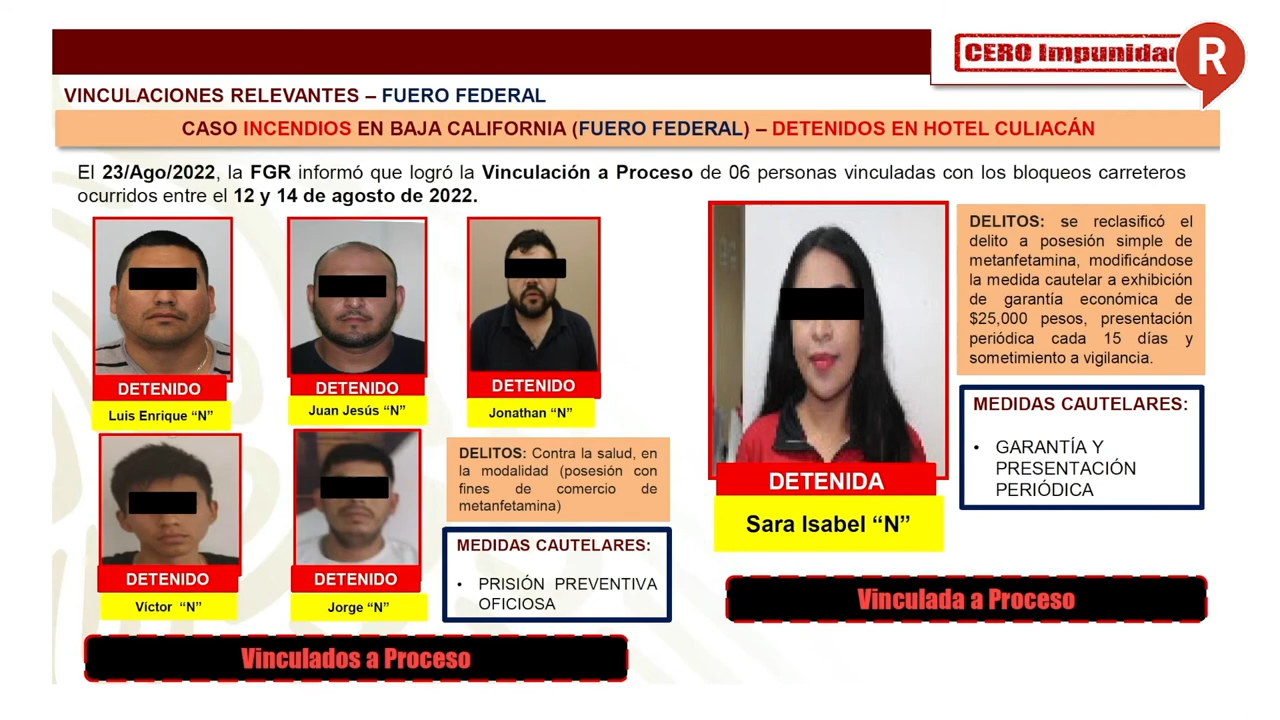 CERO Impunidad
R
VINCULACIONES RELEVANTES – FUERO FEDERAL
CASO INCENDIOS EN BAJA CALIFORNIA (FUERO FEDERAL) – DETENIDOS EN HOTEL CULIACÁN
El 23/Ago/2022, la FGR informó que logró la Vinculación a Proceso de 06 personas vinculadas con los bloqueos carreteros
ocurridos entre el 12 y 14 de agosto de 2022.
DETENIDO
Luis Enrique “N”
DETENIDO
Juan Jesús “N”
DETENIDO
Jonathan “N”
DETENIDO
Víctor “N”
DETENIDO
Jorge “N”
DELITOS: Contra la salud, en
la modalidad (posesión con
fines de comercio de
metanfetamina)
MEDIDAS CAUTELARES:
• PRISIÓN PREVENTIVA
OFICIOSA
Vinculados a Proceso
DETENIDA
Sara Isabel “N”
DELITOS: se reclasificó el
delito a posesión simple de
metanfetamina, modificándose
la medida cautelar a exhibición
de garantía económica de
$25,000 pesos, presentación
periódica cada 15 días y
sometimiento a vigilancia.
MEDIDAS CAUTELARES:
• GARANTÍA Y
PRESENTACIÓN
PERIÓDICA
Vinculada a Proceso